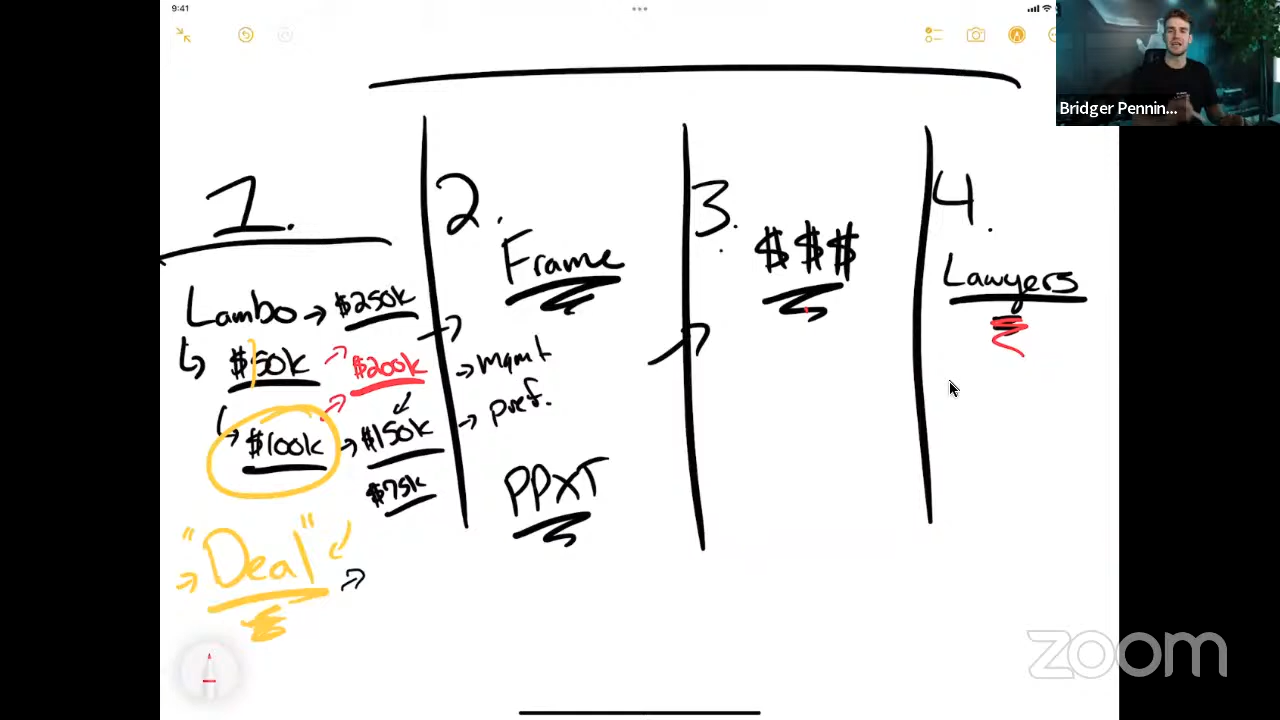 9:41
Bridger Pennin...
1.
Lambo → $250k
$50k → $200k
→ $100k → $150k
$75k
"Deal"
2.
Frame
→ mgmt
→ pref.
PPXT
3.
$$$
4.
Lawyers
zoom